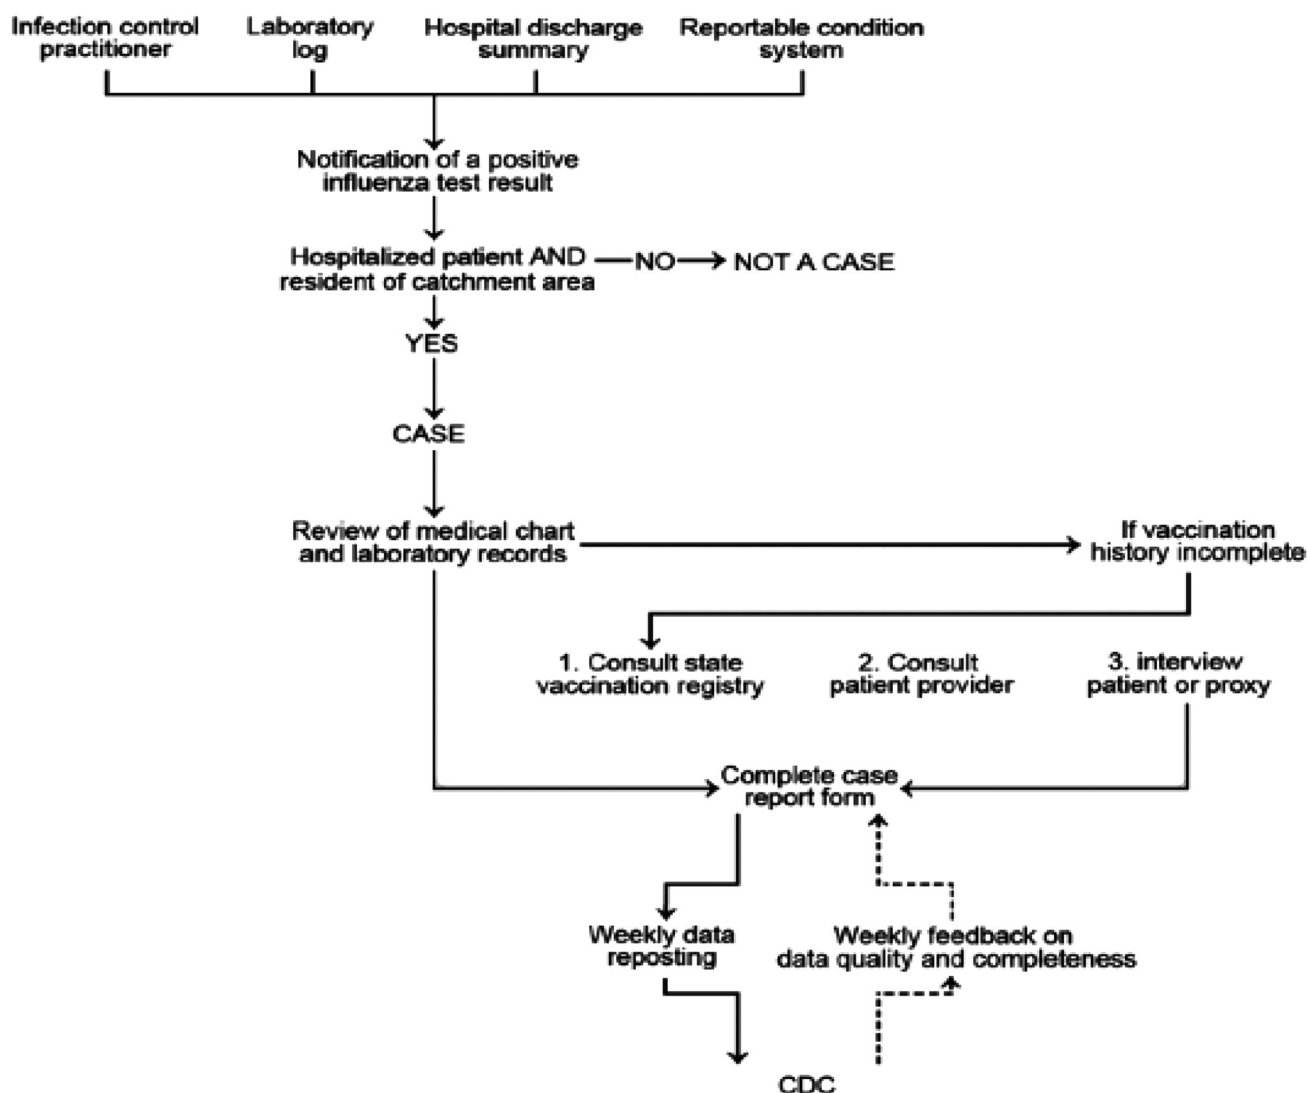 Infection control
practitioner
Laboratory
log
Hospital discharge
summary
Reportable condition
system
Notification of a positive
influenza test result
Hospitalized patient AND
resident of catchment area
NO
NOT A CASE
YES
CASE
Review of medical chart
and laboratory records
If vaccination
history incomplete
1. Consult state
vaccination registry
2. Consult
patient provider
3. interview
patient or proxy
Complete case
report form
Weekly data
reposting
Weekly feedback on
data quality and completeness
CDC